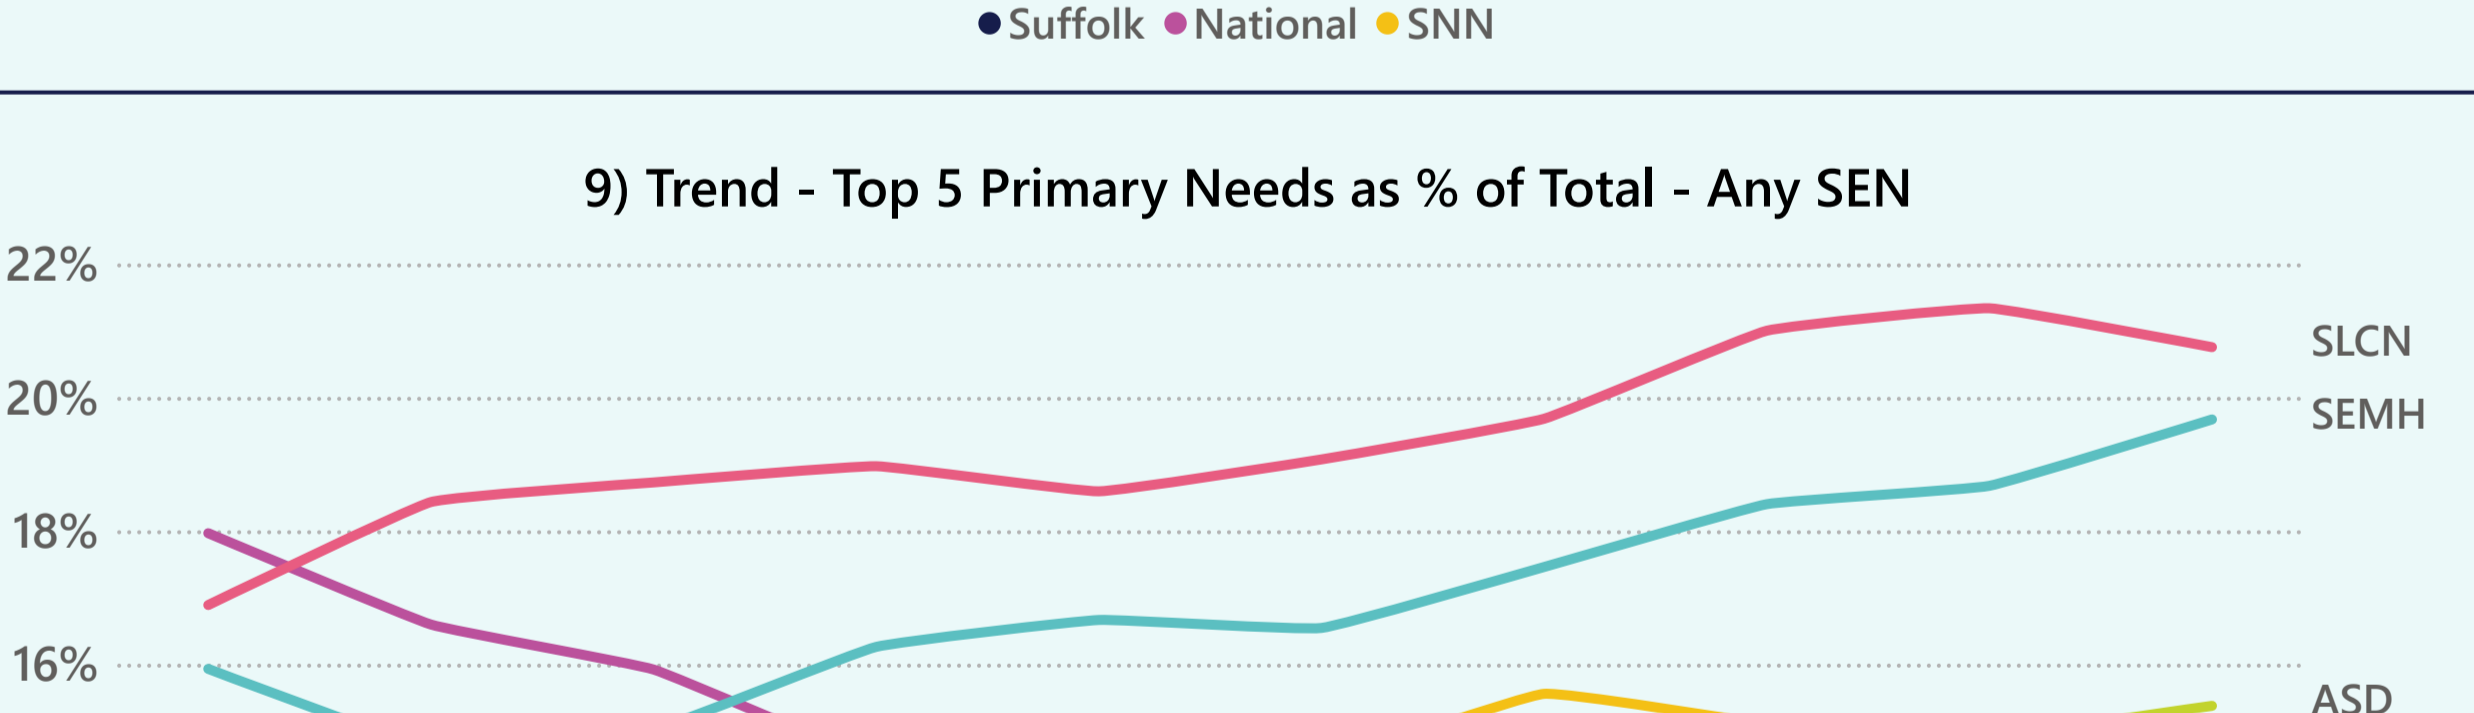 Suffolk National SNN
9) Trend - Top 5 Primary Needs as % of Total - Any SEN
22%
SLCN
20%
SEMH
18%
16%
ASD